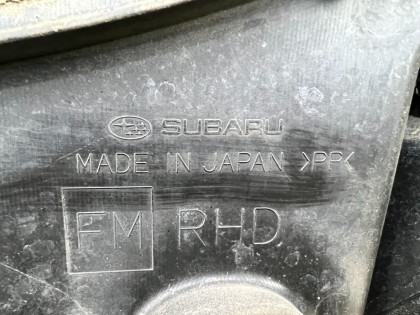 SUBARU
MADE IN JAPAN >PP<
FM RHD